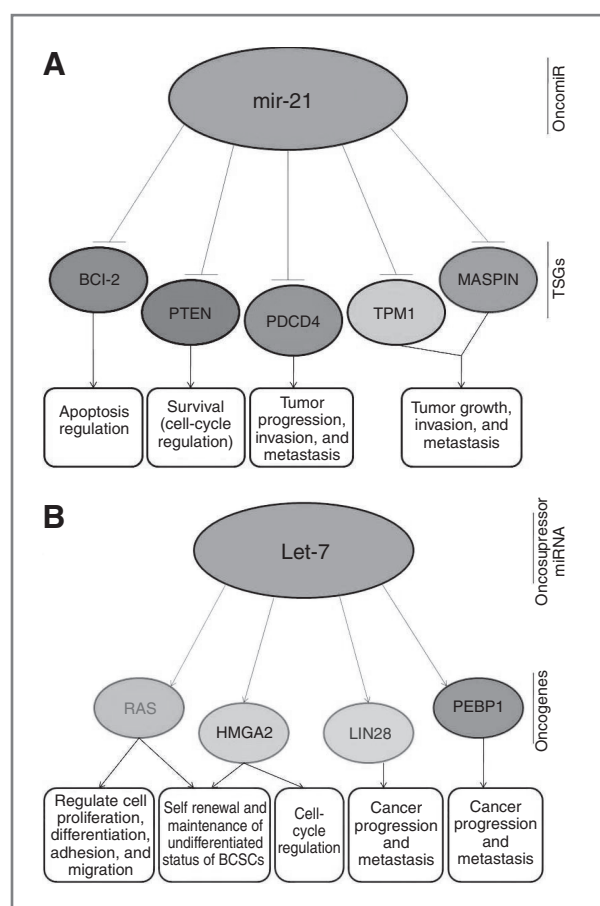 A
mir-21
OncomiR
BCI-2
PTEN
PDCD4
TPM1
MASPIN
TSGs
Apoptosis
regulation
Survival
(cell-cycle
regulation)
Tumor
progression,
invasion, and
metastasis
Tumor growth,
invasion, and
metastasis
B
Let-7
Oncosupressor
miRNA
RAS
HMGA2
LIN28
PEBP1
Oncogenes
Regulate cell
proliferation,
differentiation,
adhesion, and
migration
Self renewal and
maintenance of
undifferentiated
status of BCSCs
Cell-
cycle
regulation
Cancer
progression
and
metastasis
Cancer
progression
and
metastasis